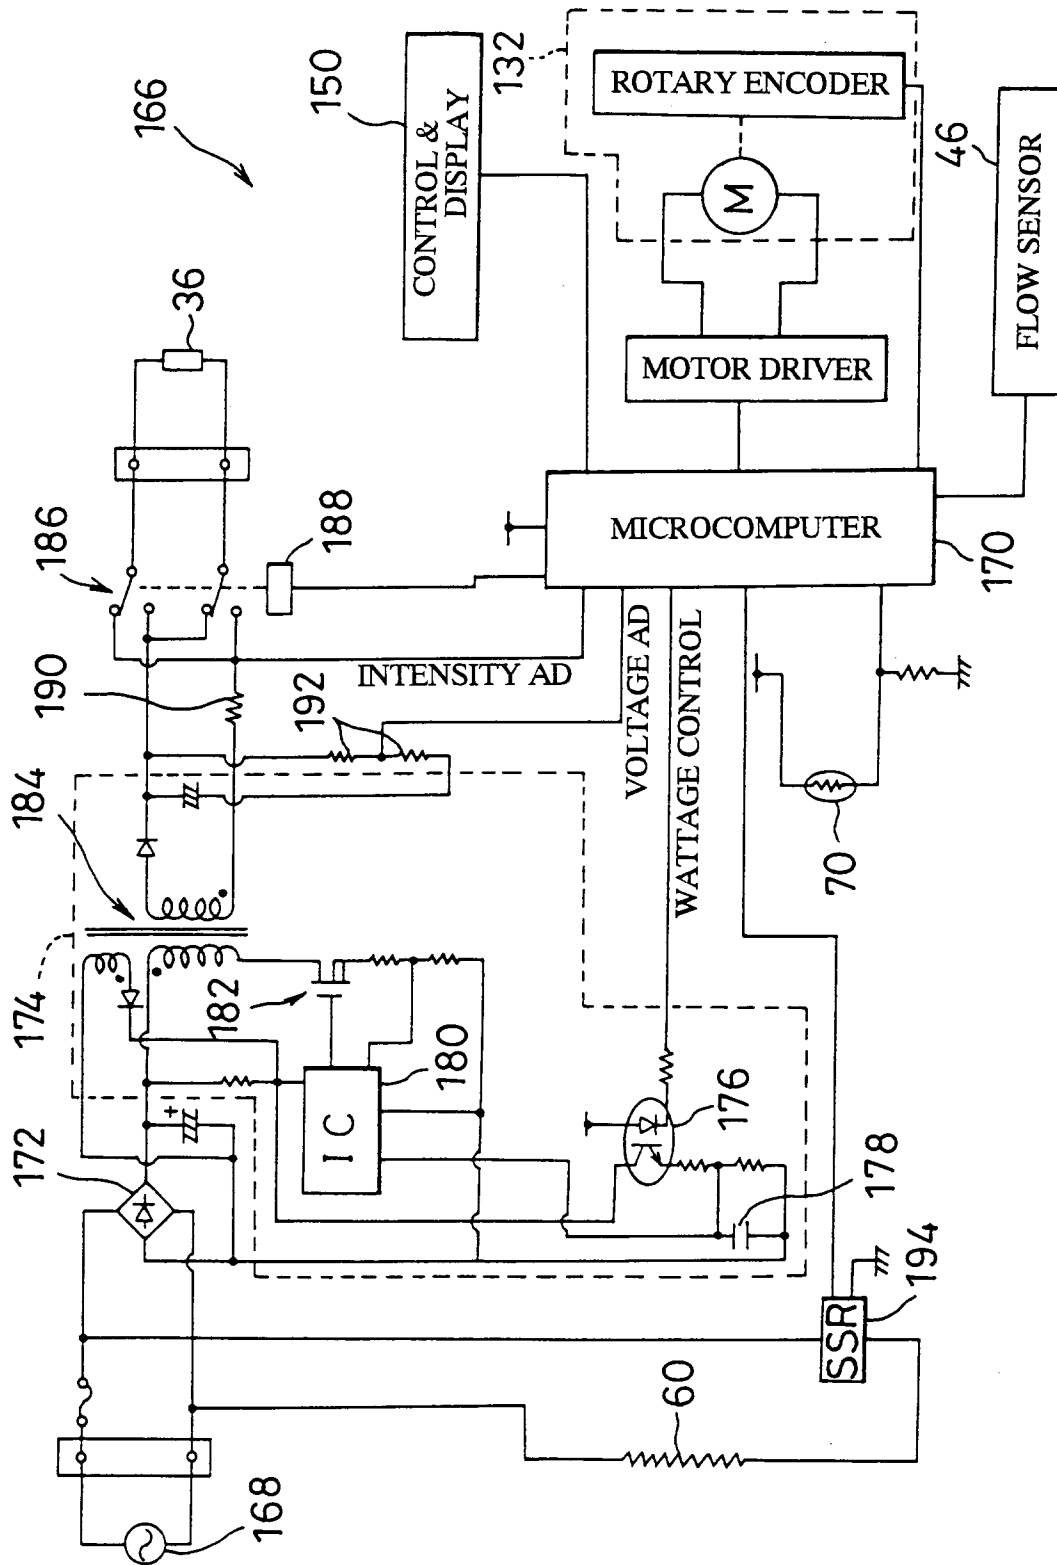 166
150
CONTROL &
DISPLAY
132
ROTARY ENCODER
M
MOTOR DRIVER
46
FLOW SENSOR
36
186
188
MICROCOMPUTER
170
190
INTENSITY AD
192
VOLTAGE AD
WATTAGE CONTROL
70
184
174
182
180
IC
+
172
176
178
168
60
SSR
194